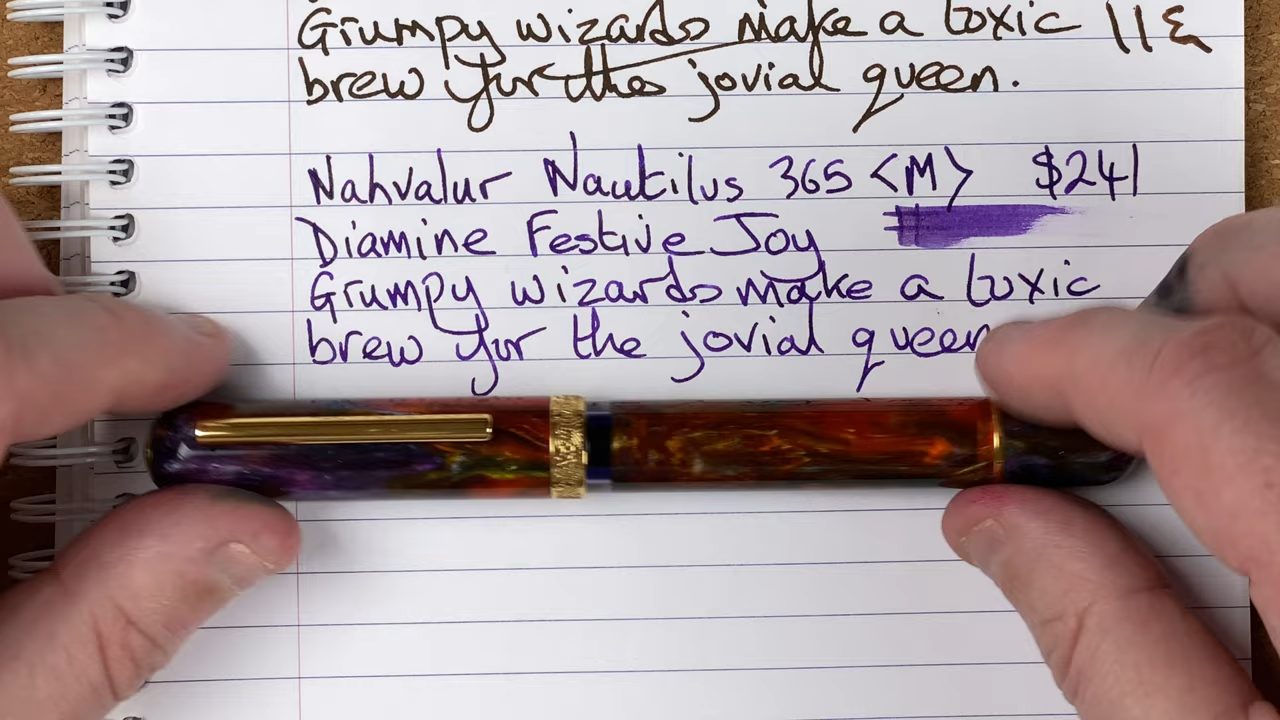 Grumpy wizards make a toxic
brew for the jovial queen.
Nahvalur Nautilus 365 <M> $241
Diamine Festive Joy
Grumpy wizards make a toxic
brew for the jovial queen